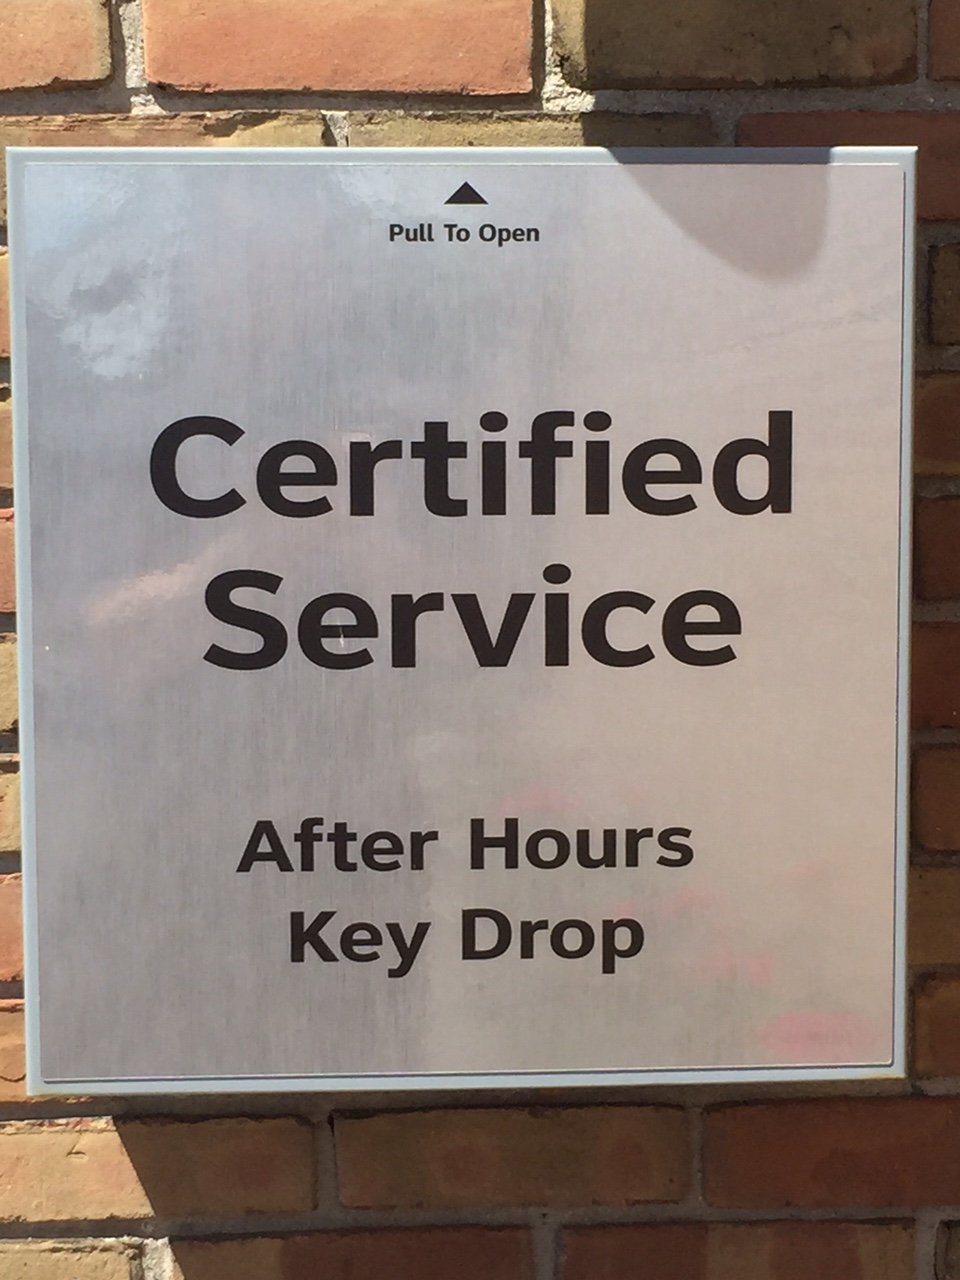 Pull To Open
Certified
Service
After Hours
Key Drop